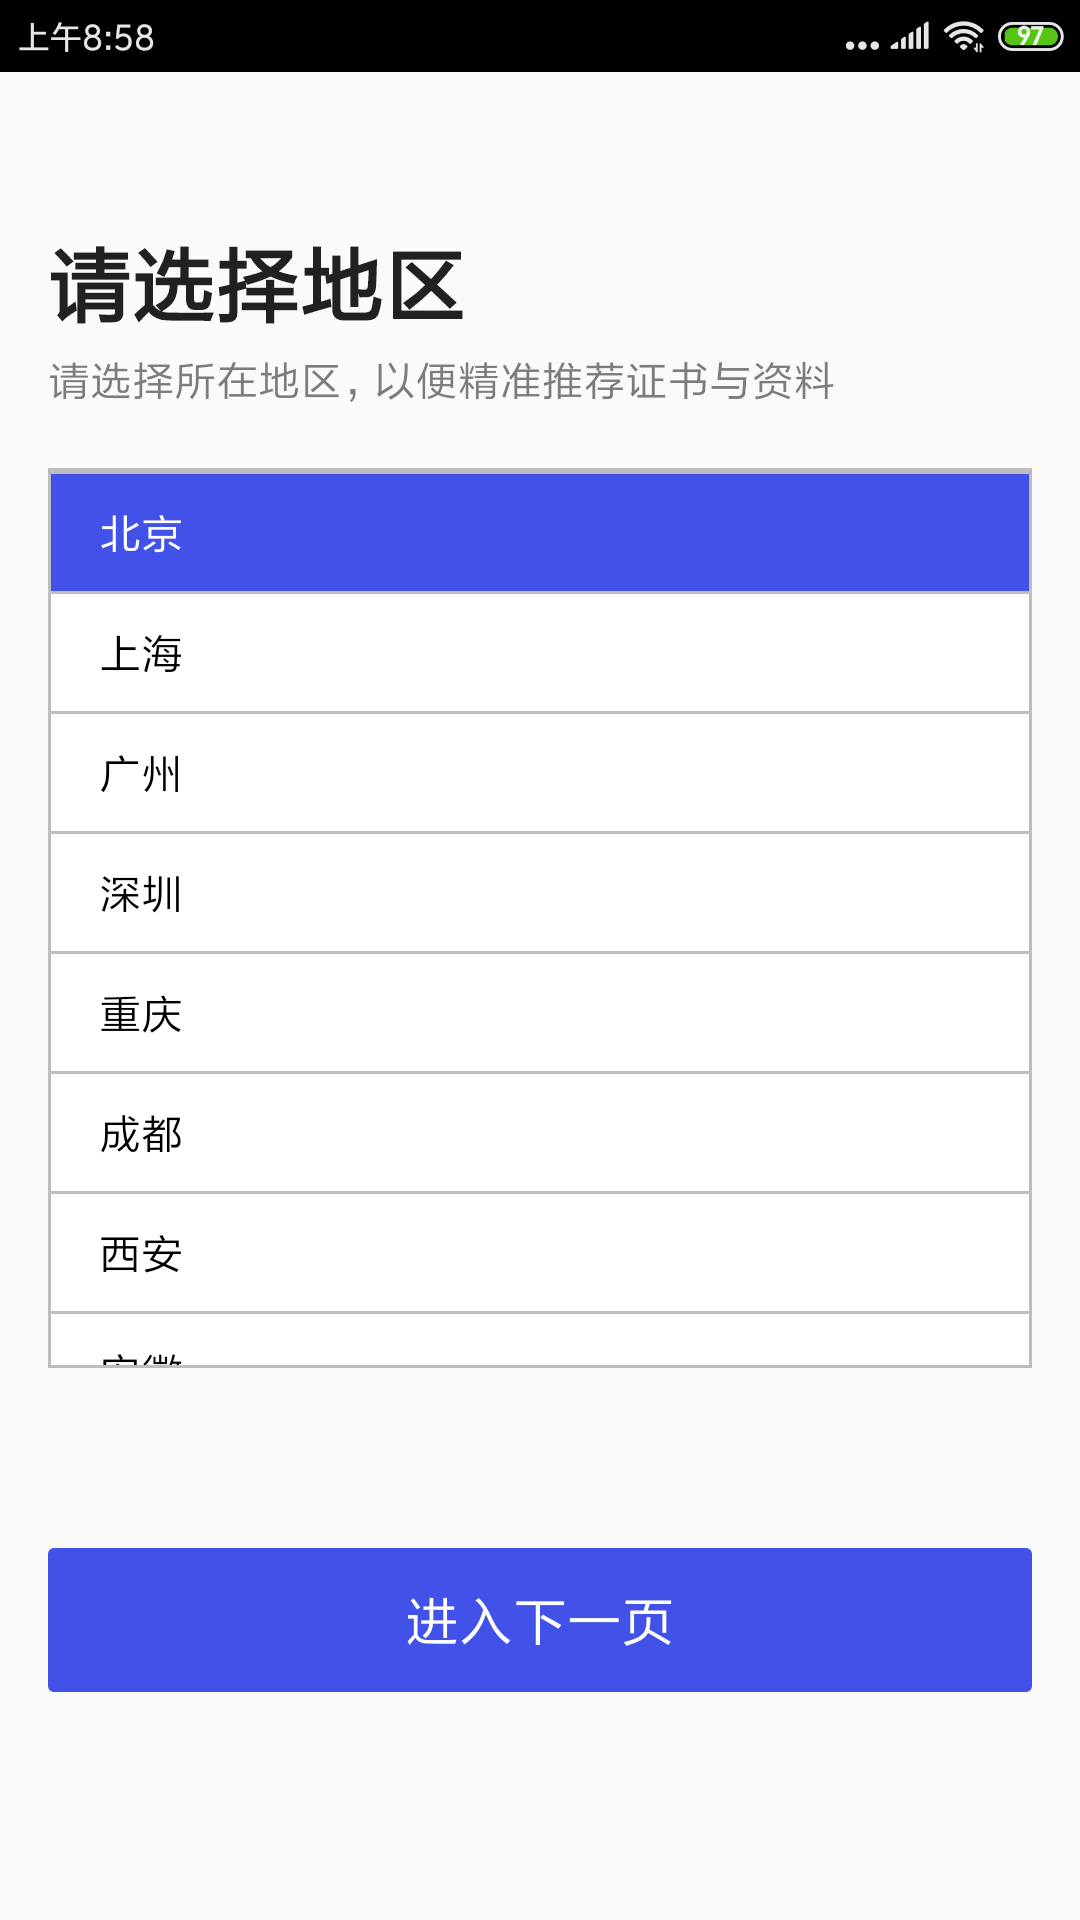 上午8:58
97
请选择地区
请选择所在地区，以便精准推荐证书与资料
北京
上海
广州
深圳
重庆
成都
西安
安徽
进入下一页